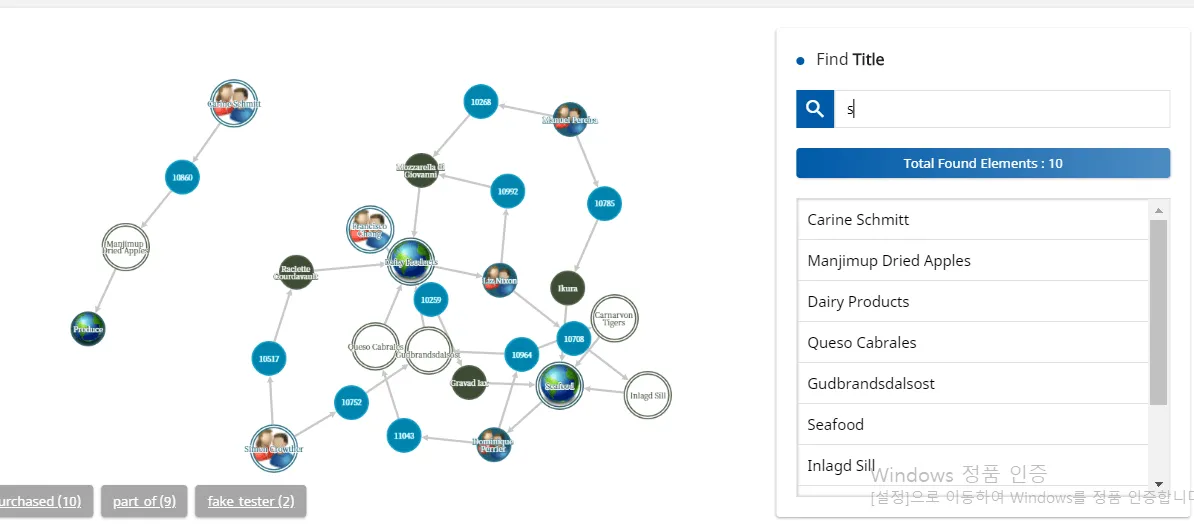 Find Title
s
Total Found Elements : 10
Carine Schmitt
Manjimup Dried Apples
Dairy Products
Queso Cabrales
Gudbrandsdalsost
Seafood
Inlagd Sill
Carine Schmitt
10860
Manjimup
Dried Apples
Produce
10268
Manuel Pereira
Mozzarella di
Giovanni
10992
10785
Francisco
Chang
Dairy Products
Raclette
Courdavault
Liz Nixon
Ikura
10259
Carnarvon
Tigers
10708
Queso Cabrales
Gudbrandsdalsost
10964
10517
Gravad lax
Seafood
Inlagd Sill
10752
11043
Simon Crowther
Dominique
Perrier
urchased (10)
part of (9)
fake tester (2)
Windows 정품 인증
[설정]으로 이동하여 Windows를 정품 인증합니다